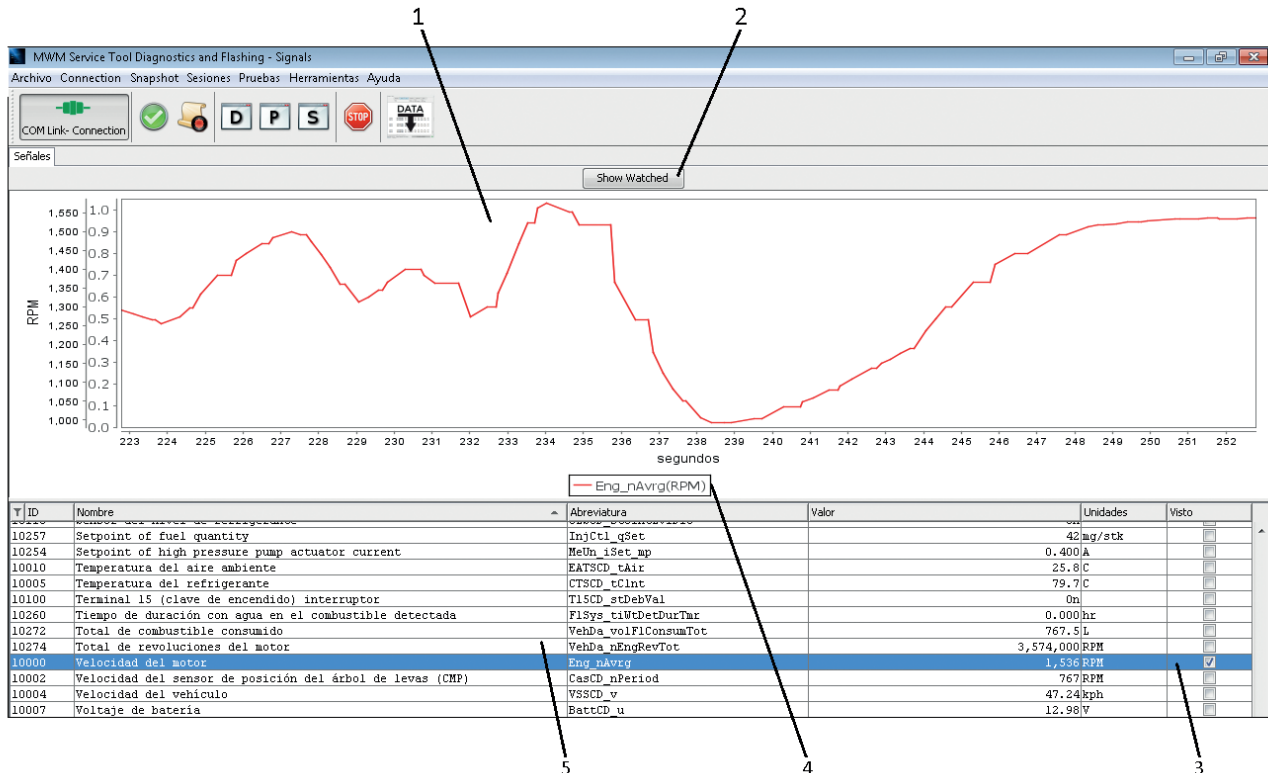 1 2
MWM Service Tool Diagnostics and Flashing - Signals
Archivo Connection Snapshot Sesiones Pruebas Herramientas Ayuda
COM Link- Connection D P S STOP DATA
Señales
Show Watched
RPM
1,550 1.0
1,500 0.9
1,450 0.8
1,400 0.7
1,350 0.6
1,300 0.5
1,250 0.4
1,200 0.3
1,150 0.2
1,100 0.1
1,050 0.0
1,000
223 224 225 226 227 228 229 230 231 232 233 234 235 236 237 238 239 240 241 242 243 244 245 246 247 248 249 250 251 252
segundos
Eng_nAvrg(RPM)
ID Nombre Abreviatura Valor Unidades Visto
10257 Setpoint of fuel quantity InjCtl_qSet 42 mg/stk
10254 Setpoint of high pressure pump actuator current MeUn_iSet_mp 0.400 A
10010 Temperatura del aire ambiente EATSCD_tAir 25.8 C
10005 Temperatura del refrigerante CTSCD_tClnt 79.7 C
10100 Terminal 15 (clave de encendido) interruptor T15CD_stDebVal On
10260 Tiempo de duración con agua en el combustible detectada FlSys_tiWtDetDurTmr 0.000 hr
10272 Total de combustible consumido VehDa_volFlConsumTot 767.5 L
10274 Total de revoluciones del motor VehDa_nEngRevTot 3,574,000 RPM
10000 Velocidad del motor Eng_nAvrg 1,536 RPM
10002 Velocidad del sensor de posición del árbol de levas (CMP) CasCD_nPeriod 767 RPM
10004 Velocidad del vehículo VSSCD_v 47.24 kph
10007 Voltaje de batería BattCD_u 12.98 V
5 4 3